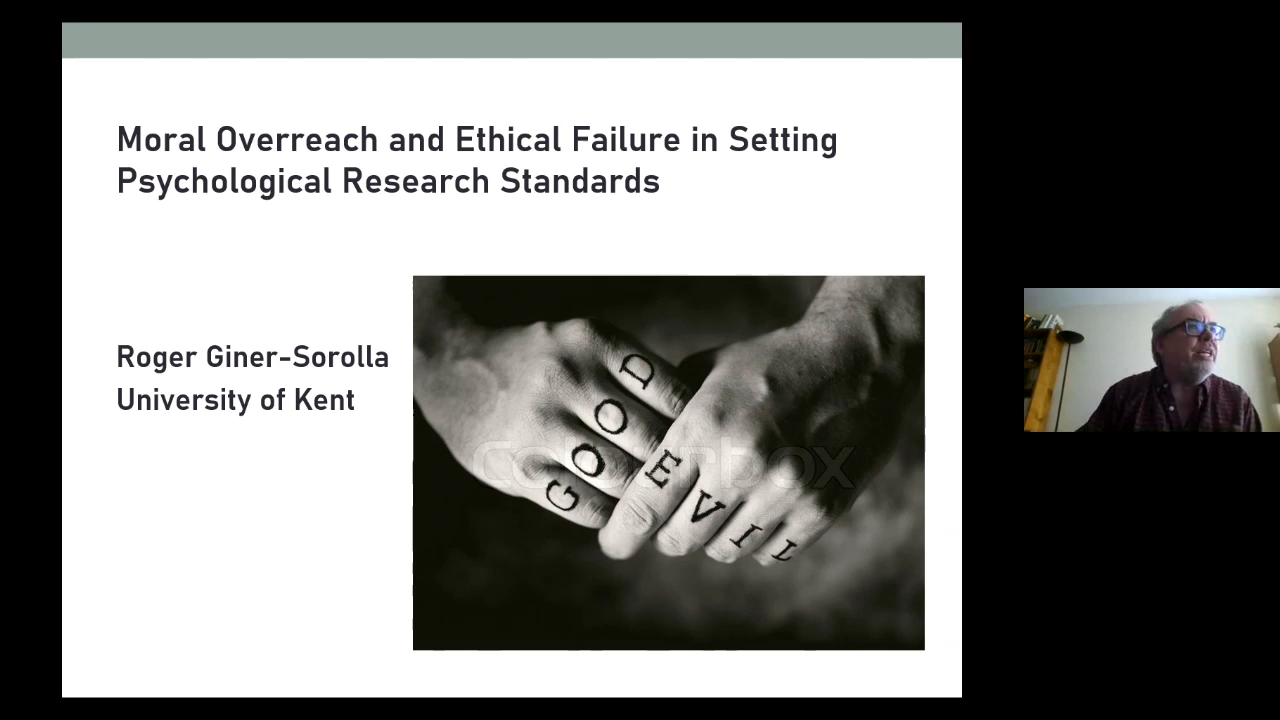 Moral Overreach and Ethical Failure in Setting
Psychological Research Standards
Roger Giner-Sorolla
University of Kent
GOOD
EVIL